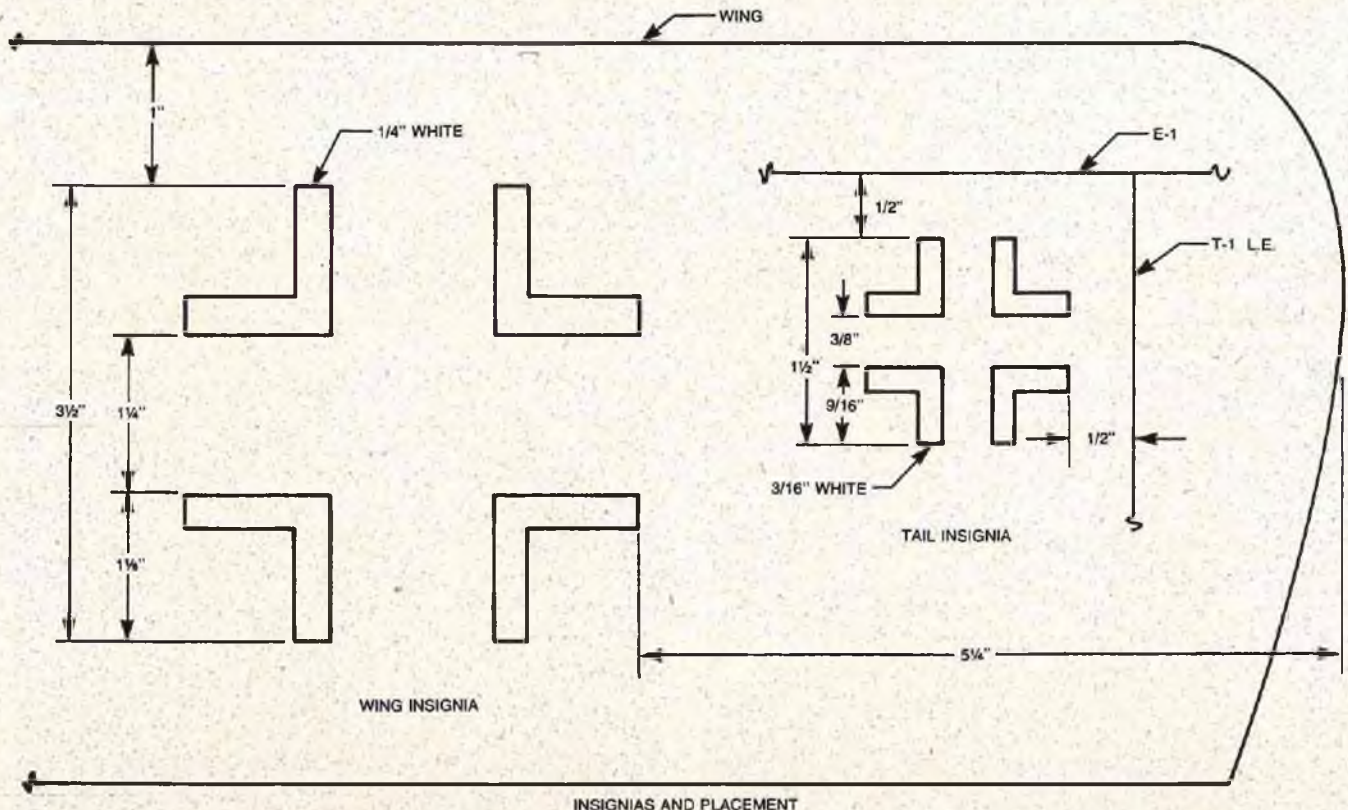 WING
1"
1/4" WHITE
E-1
1/2"
T-1 L.E.
3/8"
1½"
9/16"
1/2"
3/16" WHITE
TAIL INSIGNIA
3½"
1¼"
1⅛"
5¼"
WING INSIGNIA
INSIGNIAS AND PLACEMENT